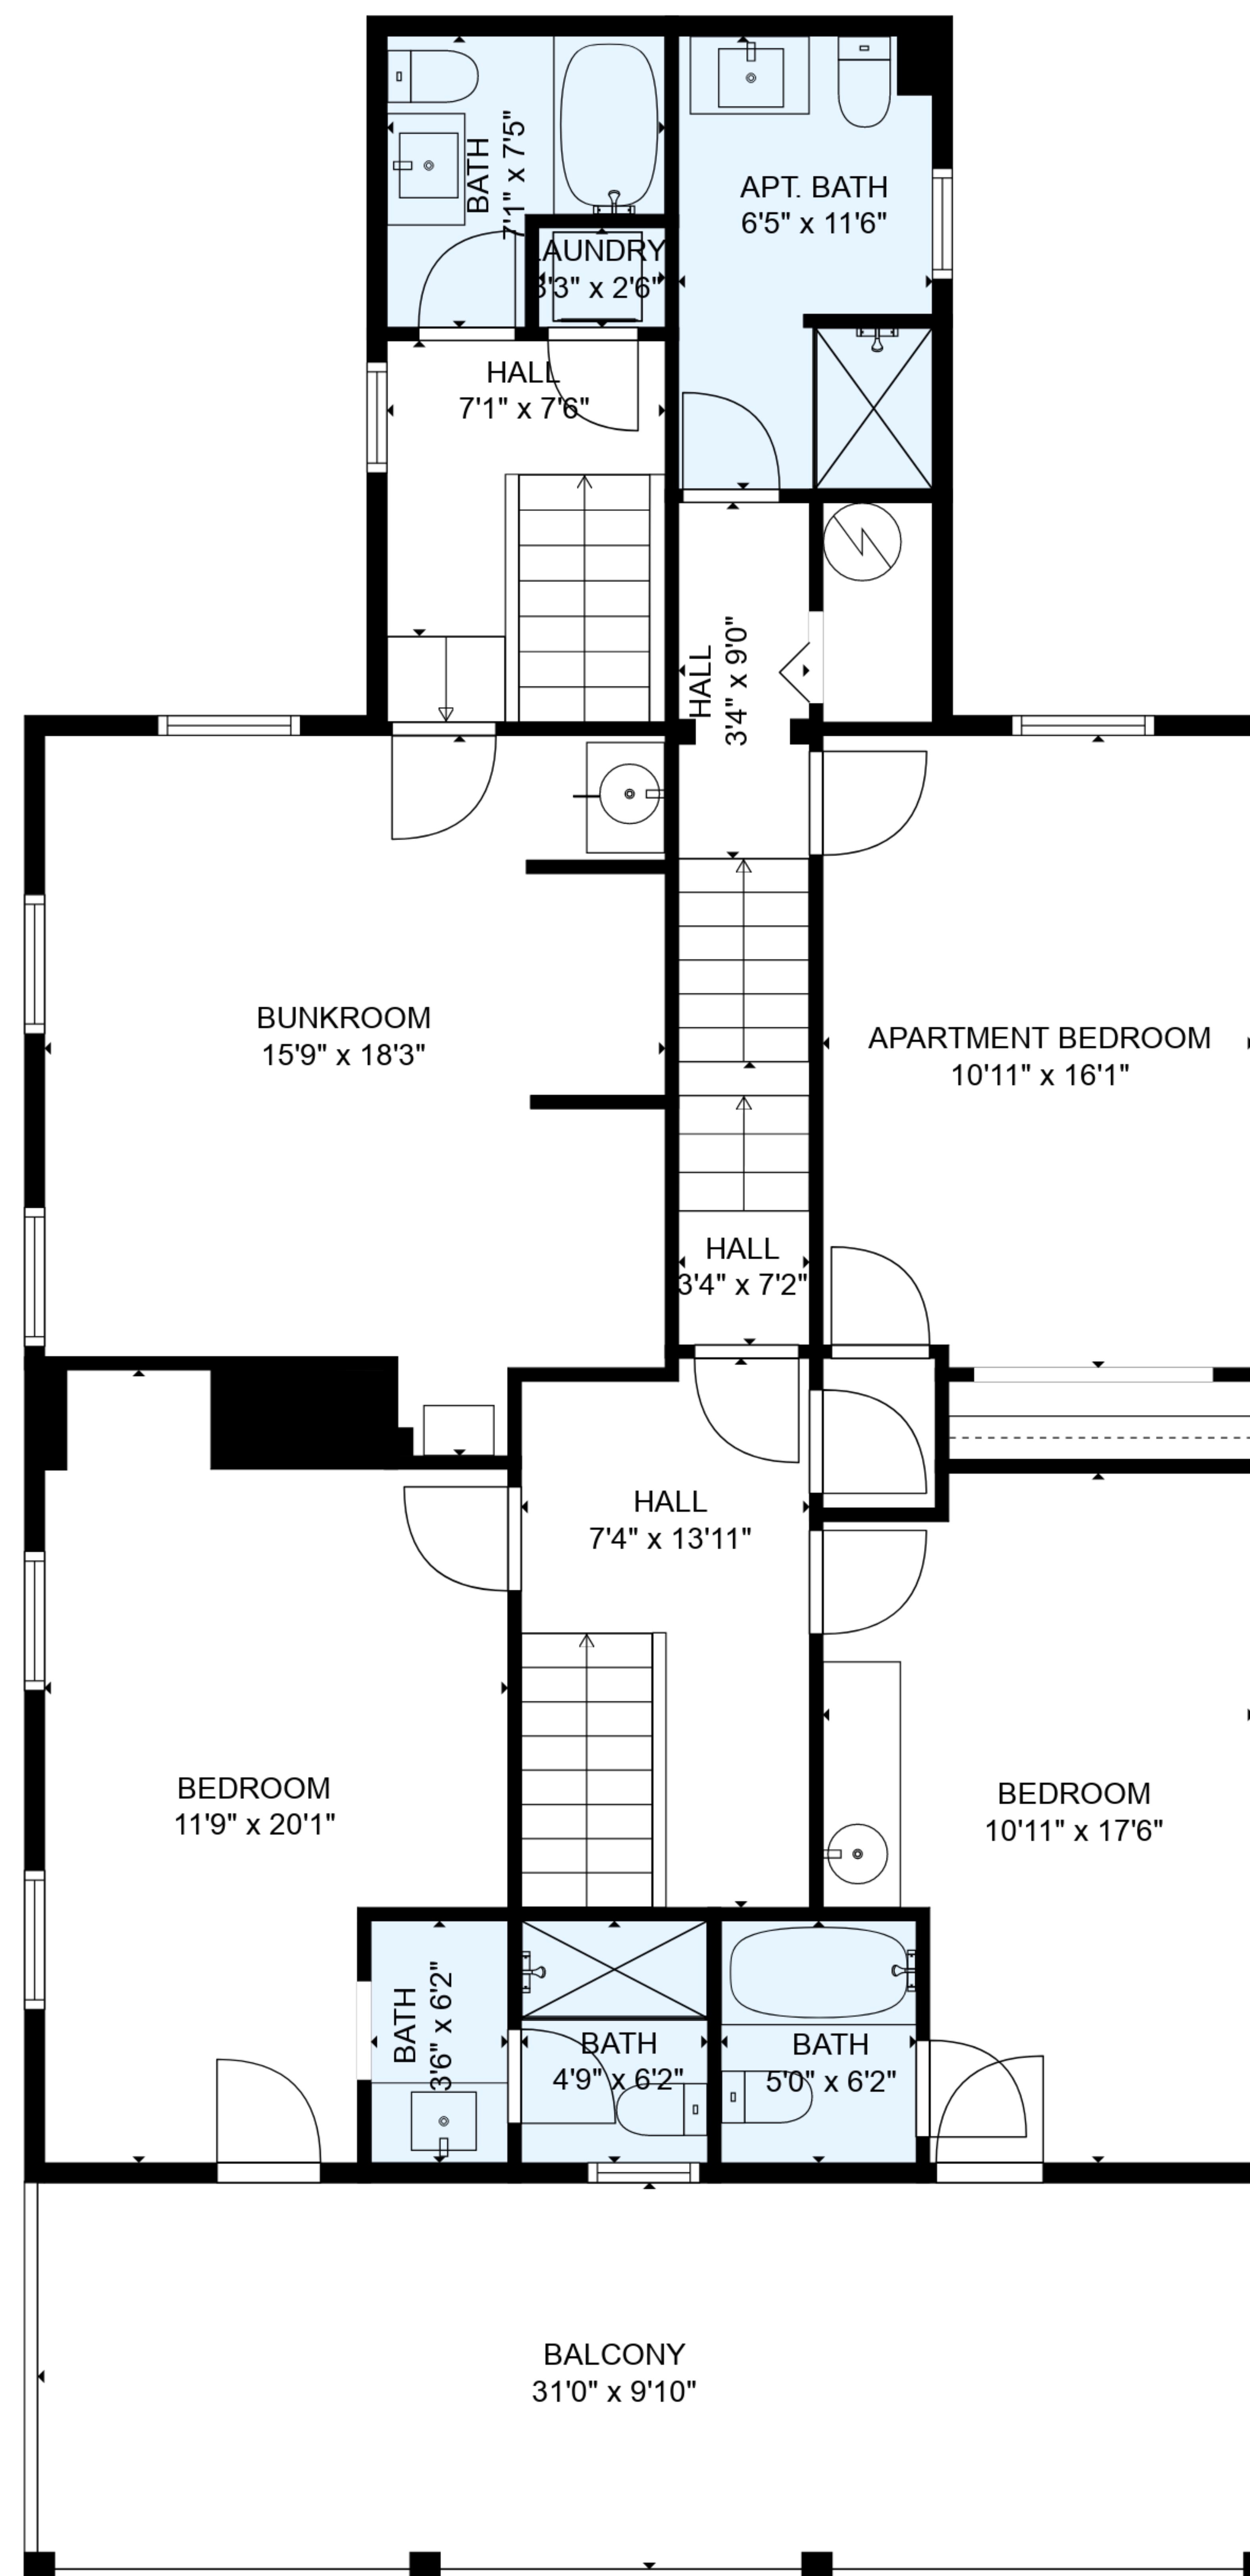 BATH
7'1" x 7'5"
APT. BATH
6'5" x 11'6"
LAUNDRY
3'3" x 2'6"
HALL
7'1" x 7'6"
HALL
3'4" x 9'0"
BUNKROOM
15'9" x 18'3"
APARTMENT BEDROOM
10'11" x 16'1"
HALL
3'4" x 7'2"
HALL
7'4" x 13'11"
BEDROOM
11'9" x 20'1"
BEDROOM
10'11" x 17'6"
BATH
3'6" x 6'2"
BATH
4'9" x 6'2"
BATH
5'0" x 6'2"
BALCONY
31'0" x 9'10"